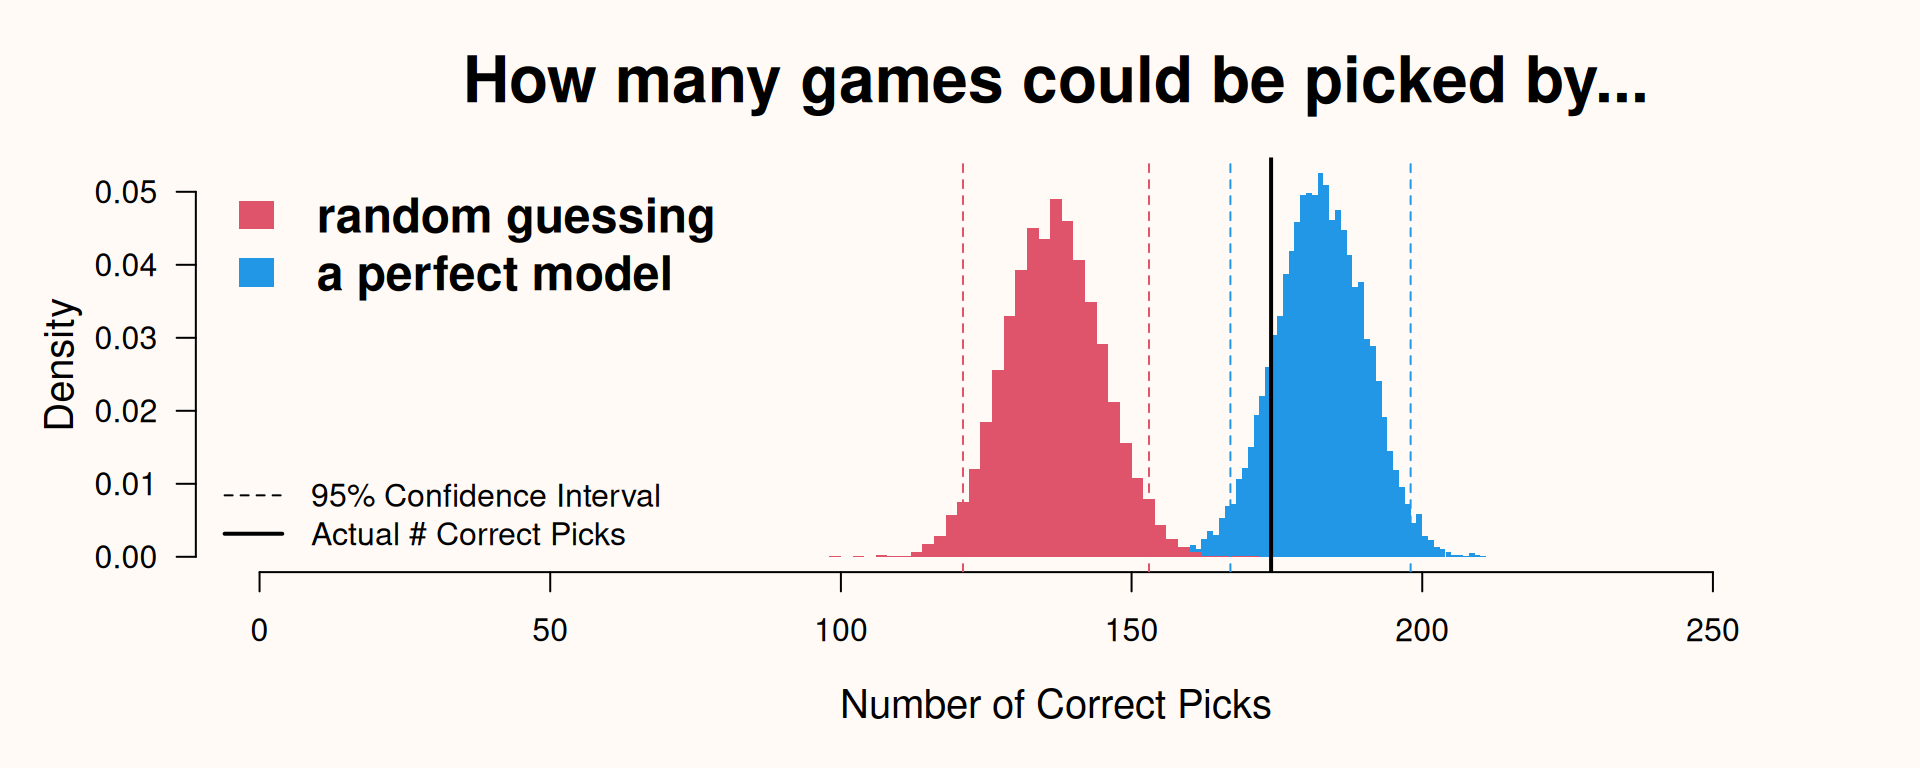 How many games could be picked by...
random guessing
a perfect model
95% Confidence Interval
Actual # Correct Picks
Density
0.05
0.04
0.03
0.02
0.01
0.00
0 50 100 150 200 250
Number of Correct Picks